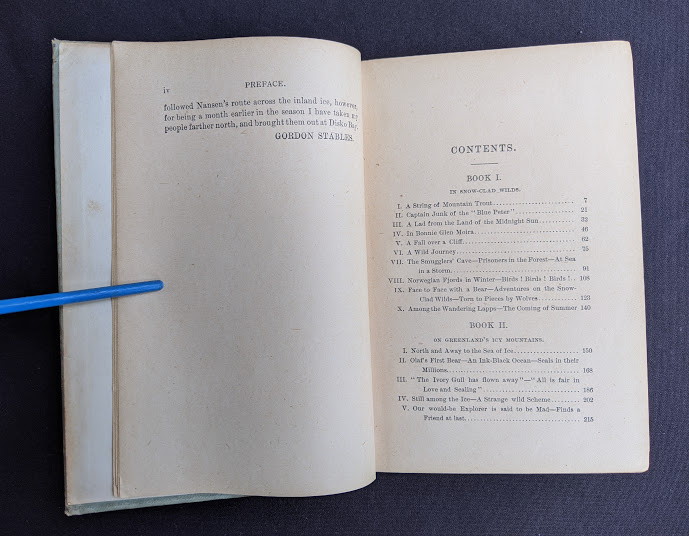 iv PREFACE.
followed Nansen's route across the inland ice, however,
for being a month earlier in the season I have taken my
people farther north, and brought them out at Disko Bay.
GORDON STABLES.
CONTENTS.
BOOK I.
IN SNOW-CLAD WILDS.
I. A String of Mountain Trout 7
II. Captain Junk of the "Blue Peter" 21
III. A Lad from the Land of the Midnight Sun 32
IV. In Bonnie Glen Moira 46
V. A Fall over a Cliff 62
VI. A Wild Journey 75
VII. The Smugglers' Cave—Prisoners in the Forest—At Sea
in a Storm 91
VIII. Norwegian Fjords in Winter—Birds! Birds! Birds! 108
IX. Face to Face with a Bear—Adventures on the Snow-
Clad Wilds—Torn to Pieces by Wolves 123
X. Among the Wandering Lapps—The Coming of Summer 140
BOOK II.
ON GREENLAND'S ICY MOUNTAINS.
I. North and Away to the Sea of Ice 150
II. Olaf's First Bear—An Ink-Black Ocean—Seals in their
Millions 168
III. "The Ivory Gull has flown away"—"All is fair in
Love and Sealing" 186
IV. Still among the Ice—A Strange wild Scheme 202
V. Our would-be Explorer is said to be Mad—Finds a
Friend at last 215